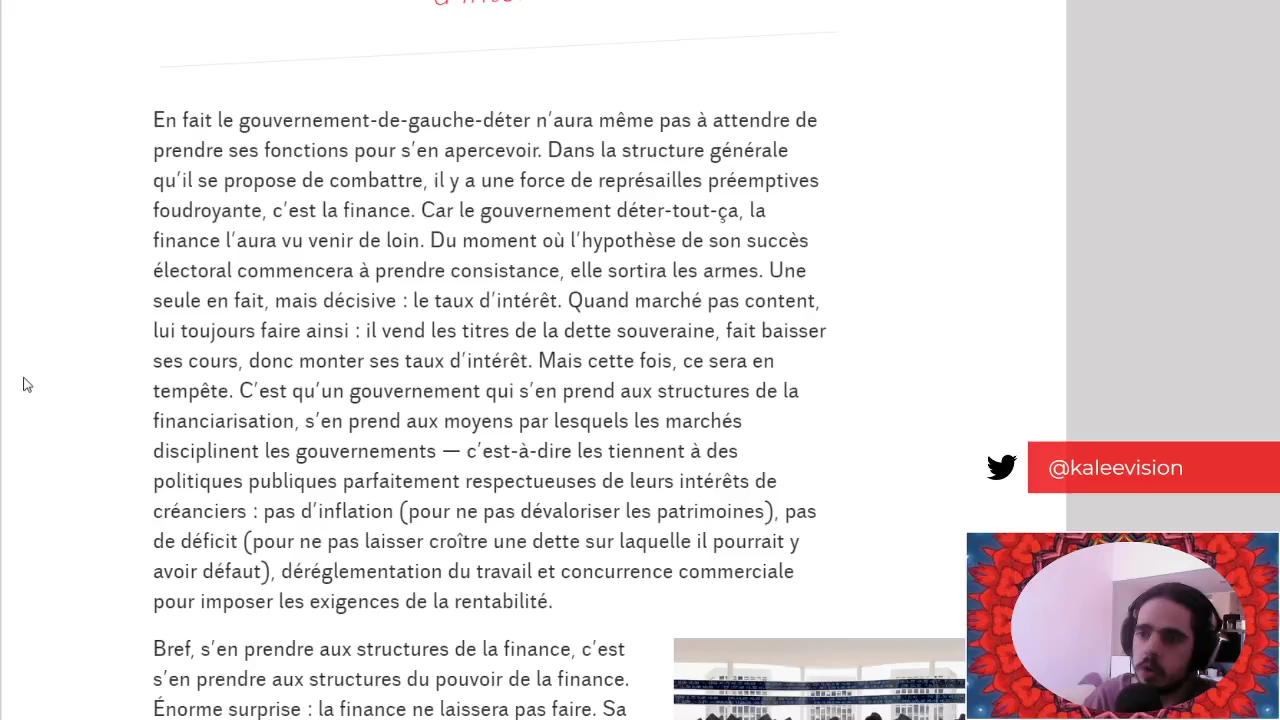 En fait le gouvernement-de-gauche-déter n'aura même pas à attendre de
prendre ses fonctions pour s'en apercevoir. Dans la structure générale
qu'il se propose de combattre, il y a une force de représailles préemptives
foudroyante, c'est la finance. Car le gouvernement déter-tout-ça, la
finance l'aura vu venir de loin. Du moment où l'hypothèse de son succès
électoral commencera à prendre consistance, elle sortira les armes. Une
seule en fait, mais décisive : le taux d'intérêt. Quand marché pas content,
lui toujours faire ainsi : il vend les titres de la dette souveraine, fait baisser
ses cours, donc monter ses taux d'intérêt. Mais cette fois, ce sera en
tempête. C'est qu'un gouvernement qui s'en prend aux structures de la
financiarisation, s'en prend aux moyens par lesquels les marchés
disciplinent les gouvernements — c'est-à-dire les tiennent à des
politiques publiques parfaitement respectueuses de leurs intérêts de
créanciers : pas d'inflation (pour ne pas dévaloriser les patrimoines), pas
de déficit (pour ne pas laisser croître une dette sur laquelle il pourrait y
avoir défaut), déréglementation du travail et concurrence commerciale
pour imposer les exigences de la rentabilité.
@kaleevision
Bref, s'en prendre aux structures de la finance, c'est
s'en prendre aux structures du pouvoir de la finance.
Énorme surprise : la finance ne laissera pas faire. Sa